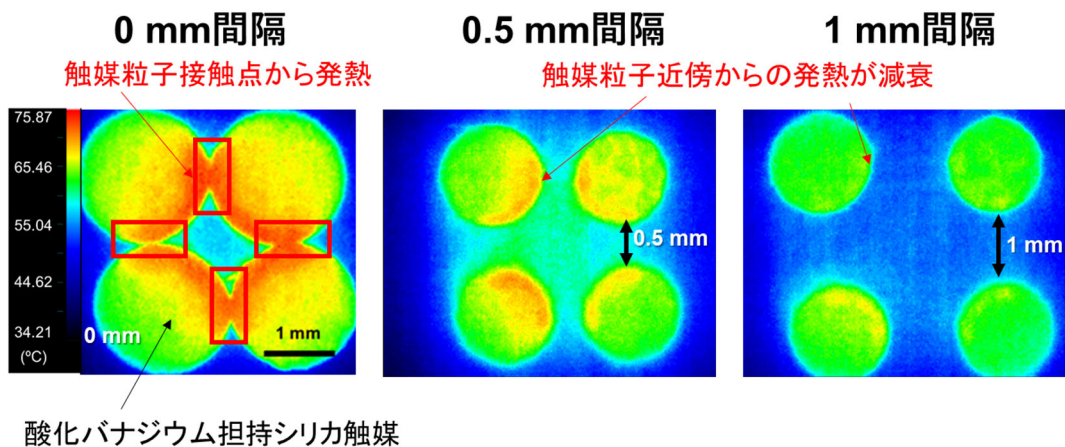 0 mm間隔
0.5 mm間隔
1 mm間隔
触媒粒子接触点から発熱
触媒粒子近傍からの発熱が減衰
75.87
65.46
55.04
44.62
34.21
(ºC)
0 mm
1 mm
0.5 mm
1 mm
酸化バナジウム担持シリカ触媒